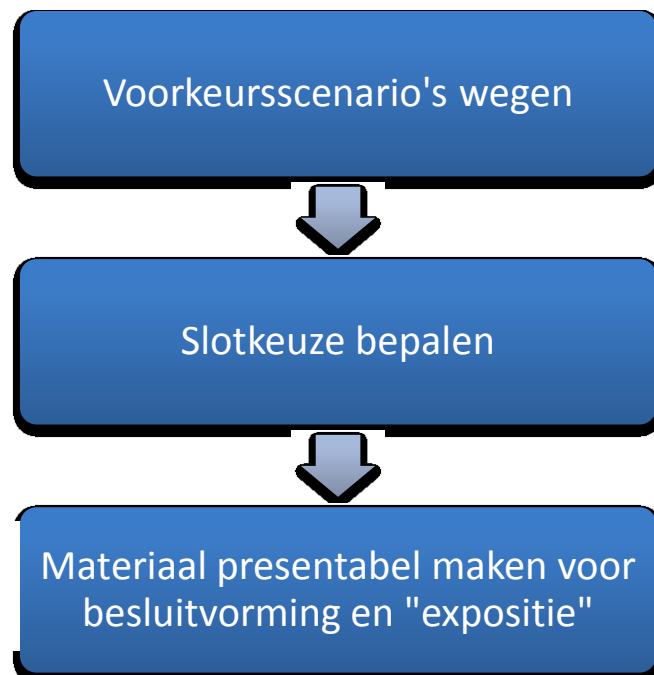 Voorkeursscenario's wegen
Slotkeuze bepalen
Materiaal presentabel maken voor
besluitvorming en "expositie"